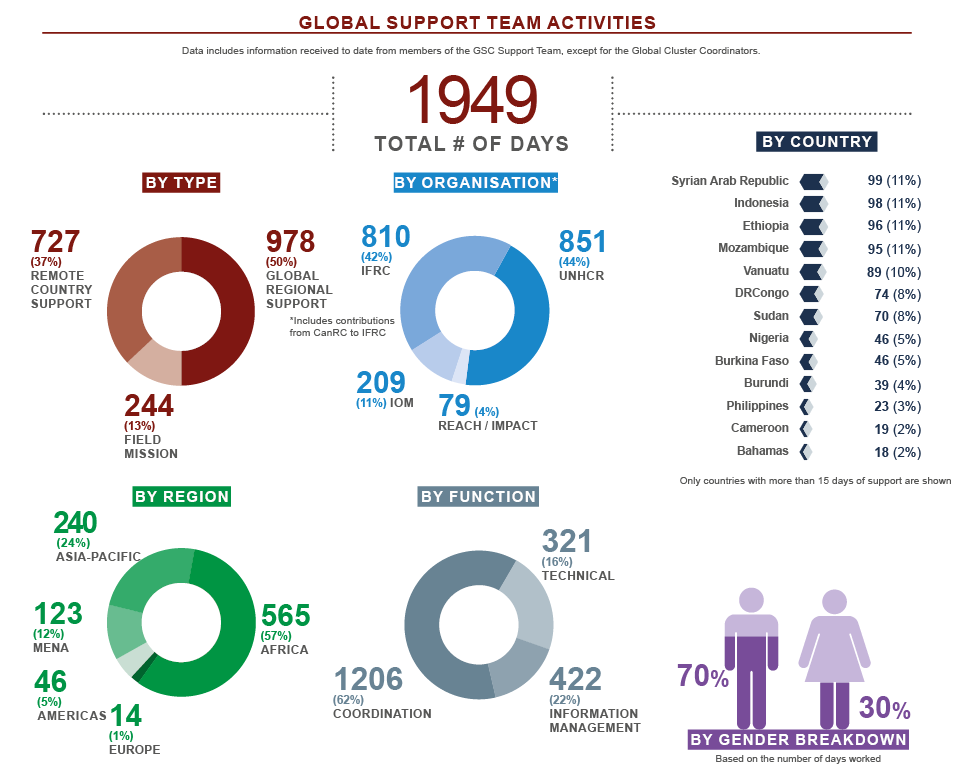 GLOBAL SUPPORT TEAM ACTIVITIES
Data includes information received to date from members of the GSC Support Team, except for the Global Cluster Coordinators.
1949
TOTAL # OF DAYS
BY TYPE
727
(37%)
REMOTE
COUNTRY
SUPPORT
978
(50%)
GLOBAL
REGIONAL
SUPPORT
244
(13%)
FIELD
MISSION
BY ORGANISATION*
810
(42%)
IFRC
851
(44%)
UNHCR
*Includes contributions
from CanRC to IFRC
209
(11%) IOM
79 (4%)
REACH / IMPACT
BY COUNTRY
Syrian Arab Republic 99 (11%)
Indonesia 98 (11%)
Ethiopia 96 (11%)
Mozambique 95 (11%)
Vanuatu 89 (10%)
DRCongo 74 (8%)
Sudan 70 (8%)
Nigeria 46 (5%)
Burkina Faso 46 (5%)
Burundi 39 (4%)
Philippines 23 (3%)
Cameroon 19 (2%)
Bahamas 18 (2%)
Only countries with more than 15 days of support are shown
BY REGION
240
(24%)
ASIA-PACIFIC
123
(12%)
MENA
46
(5%)
AMERICAS
14
(1%)
EUROPE
565
(57%)
AFRICA
BY FUNCTION
321
(16%)
TECHNICAL
1206
(62%)
COORDINATION
422
(22%)
INFORMATION
MANAGEMENT
70%
30%
BY GENDER BREAKDOWN
Based on the number of days worked